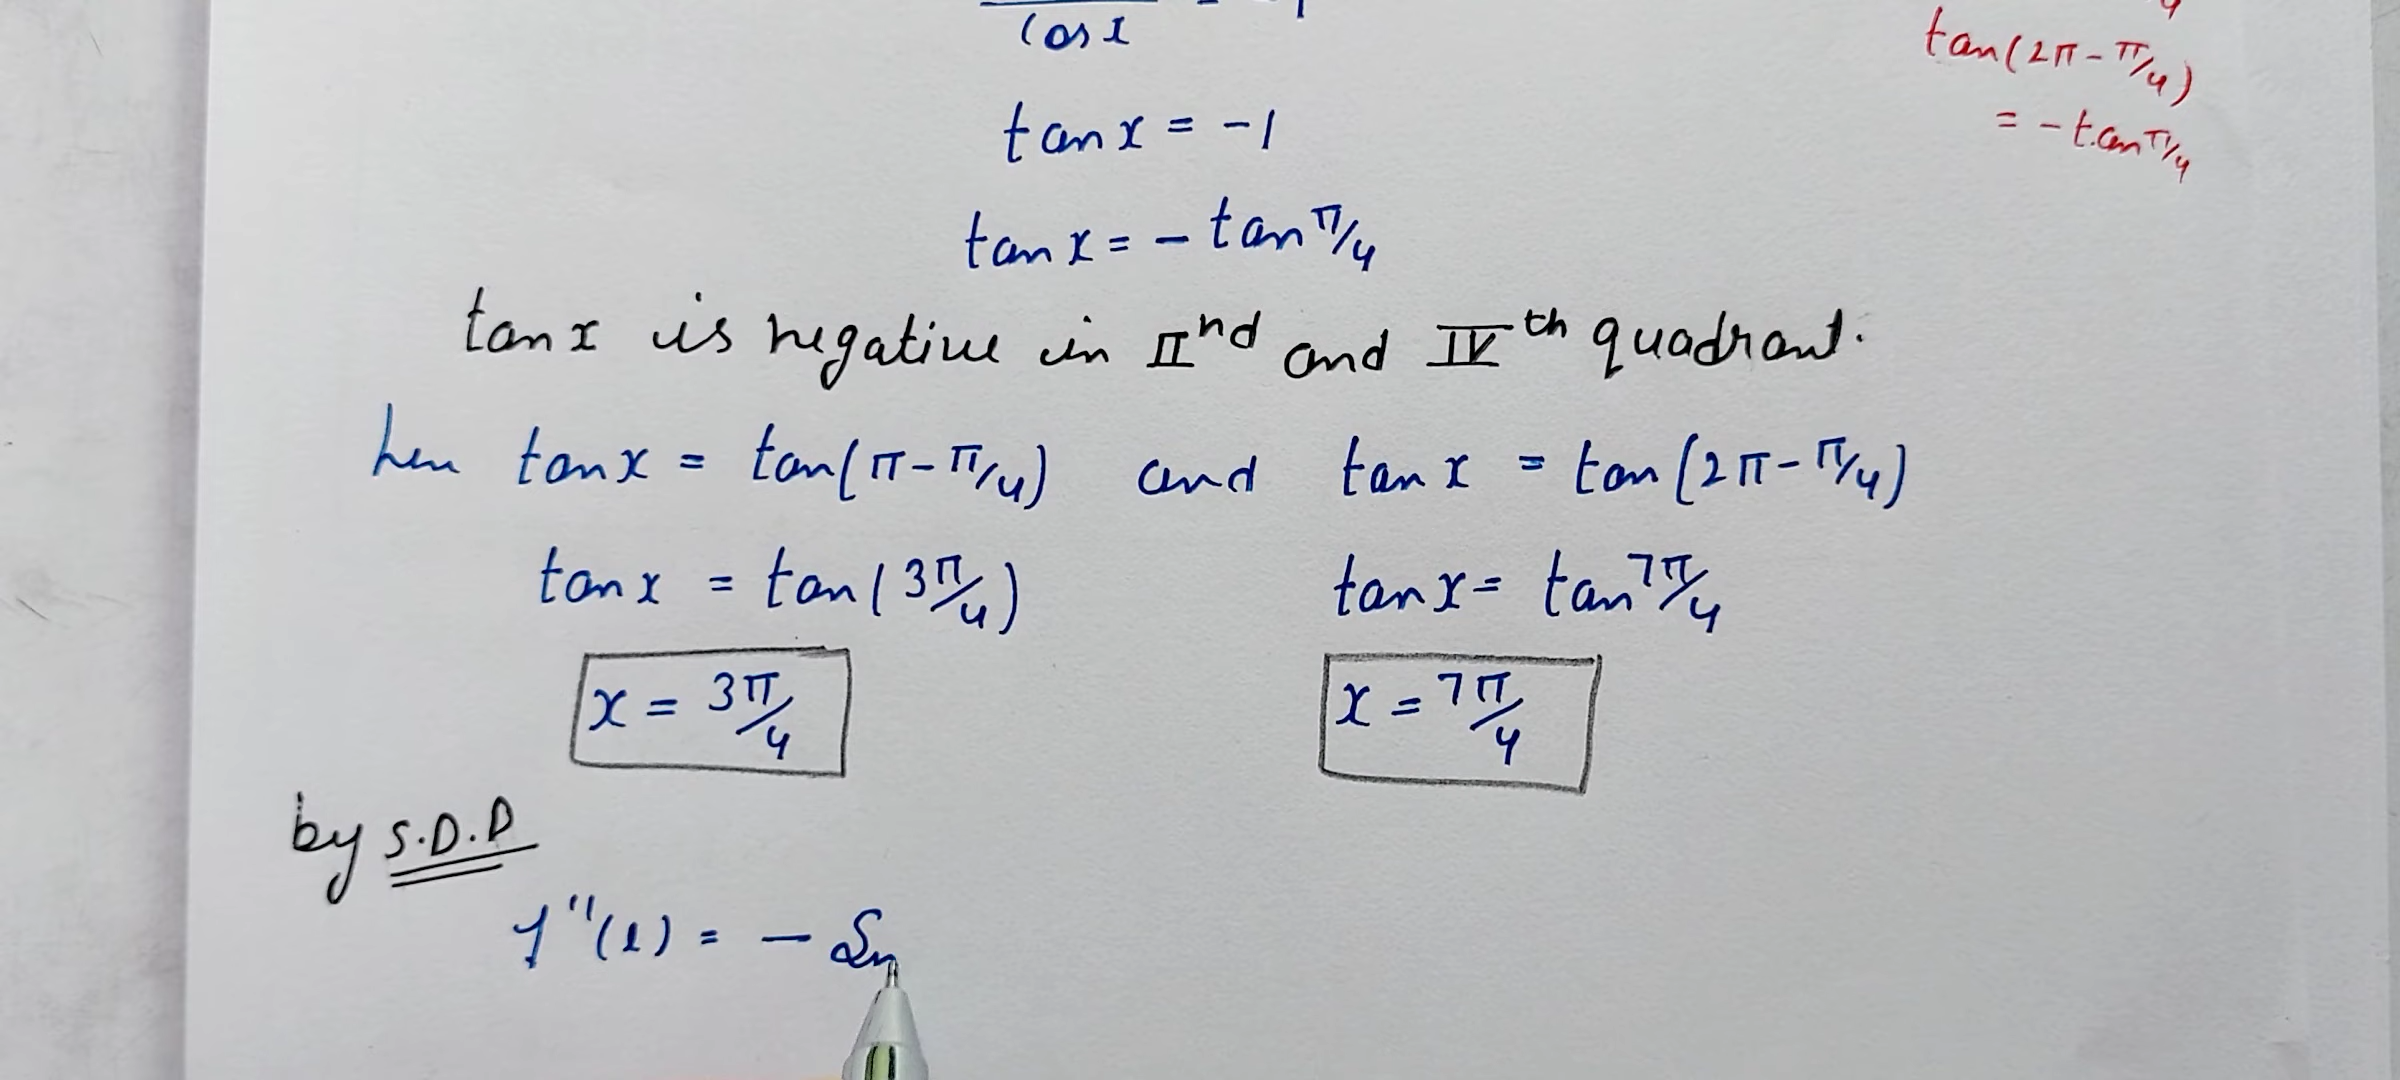 cos x
tan(2π - π/4)
= - tan π/4
tan x = -1
tan x = - tan π/4
tan x is negative in IInd and IVth quadrant.
tan x = tan(π - π/4) and tan x = tan(2π - π/4)
tan x = tan(3π/4) tan x = tan 7π/4
x = 3π/4 x = 7π/4
by S.D.D
f"(x) = - Sin